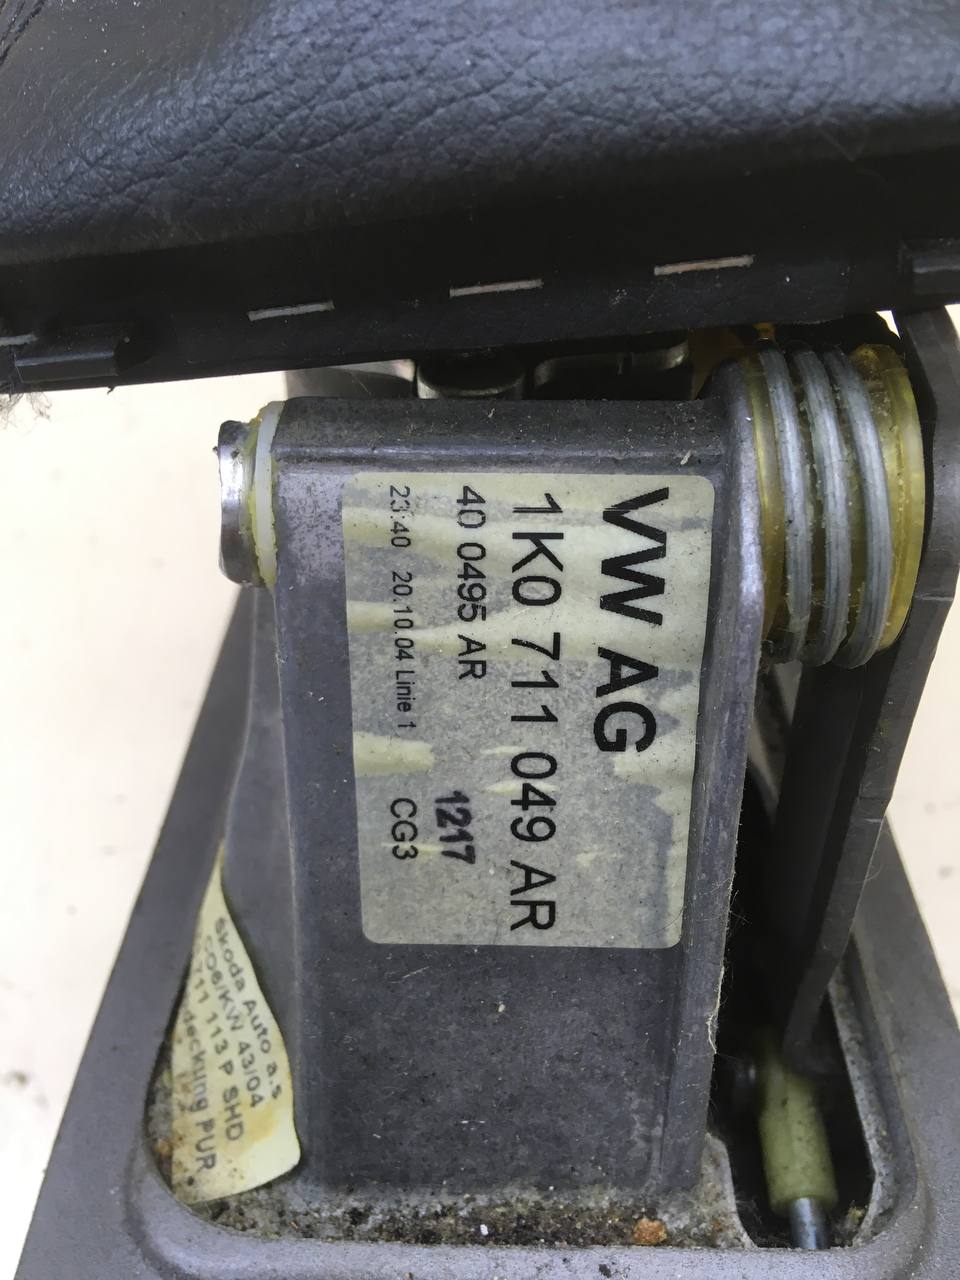 VW AG
1K0 711 049 AR
40 0495 AR
1217
23:40 20.10.04 Linie 1
CG3
Skoda Auto a.s
43/04
711 113 P SHD
PUR